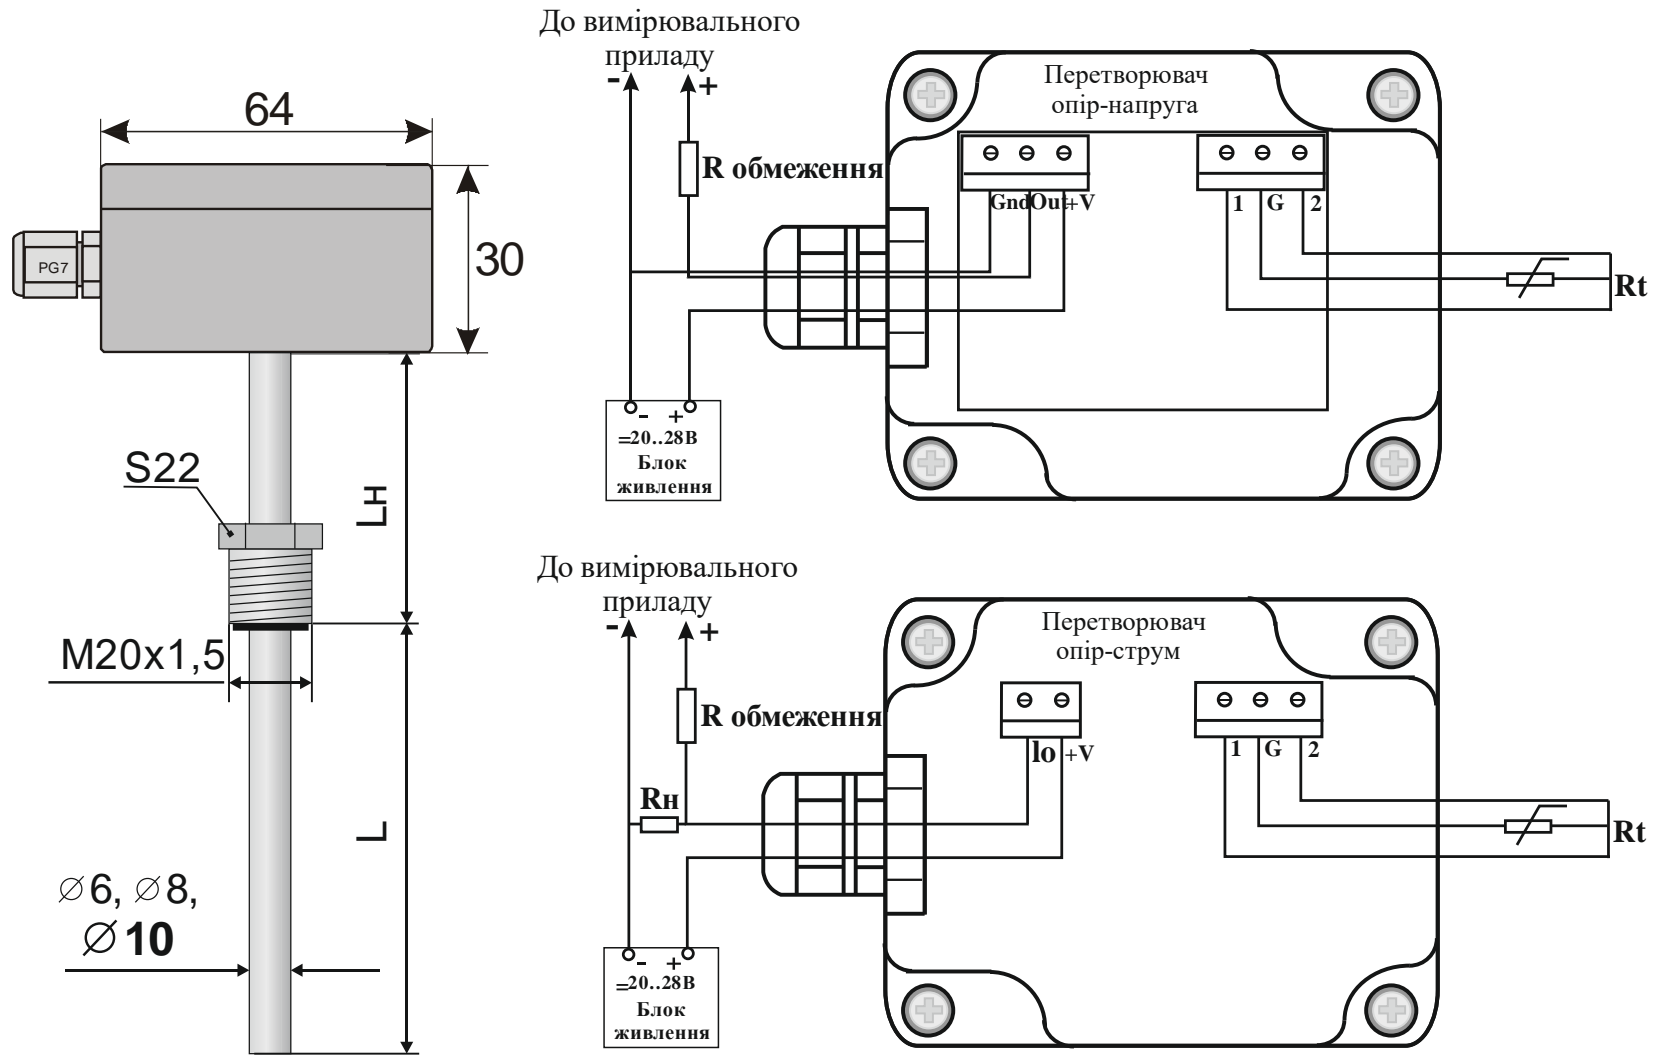 64
PG7
30
S22
Lн
M20x1,5
L
∅6, ∅8,
∅10
До вимірювального
приладу
- +
R обмеження
Перетворювач
опір-напруга
Gnd Out +V
1 G 2
Rt
- +
=20..28В
Блок
живлення
До вимірювального
приладу
- +
R обмеження
Rн
Перетворювач
опір-струм
Io +V
1 G 2
Rt
- +
=20..28В
Блок
живлення